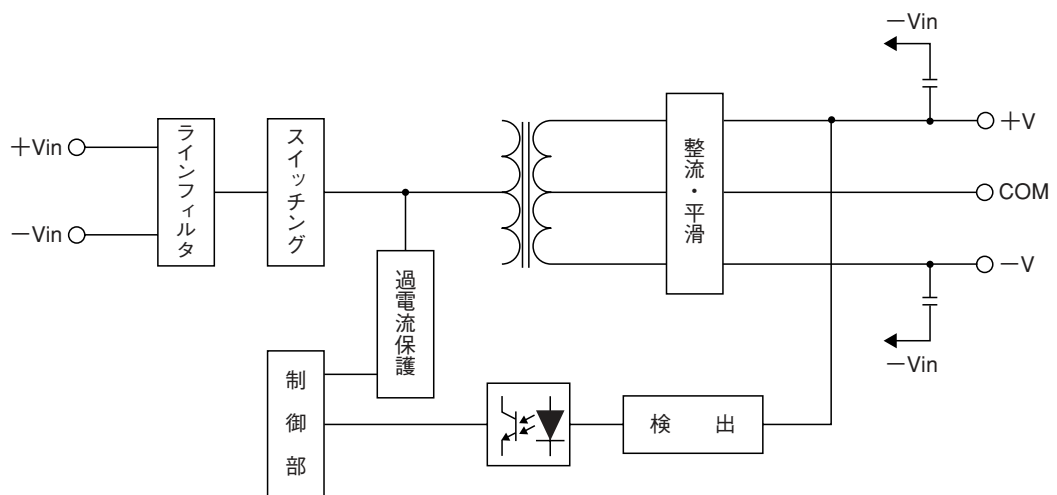 －Vin
＋Vin
－Vin
ラインフィルタ
スイッチング
過電流保護
制御部
整流・平滑
検出
＋V
COM
－V
－Vin